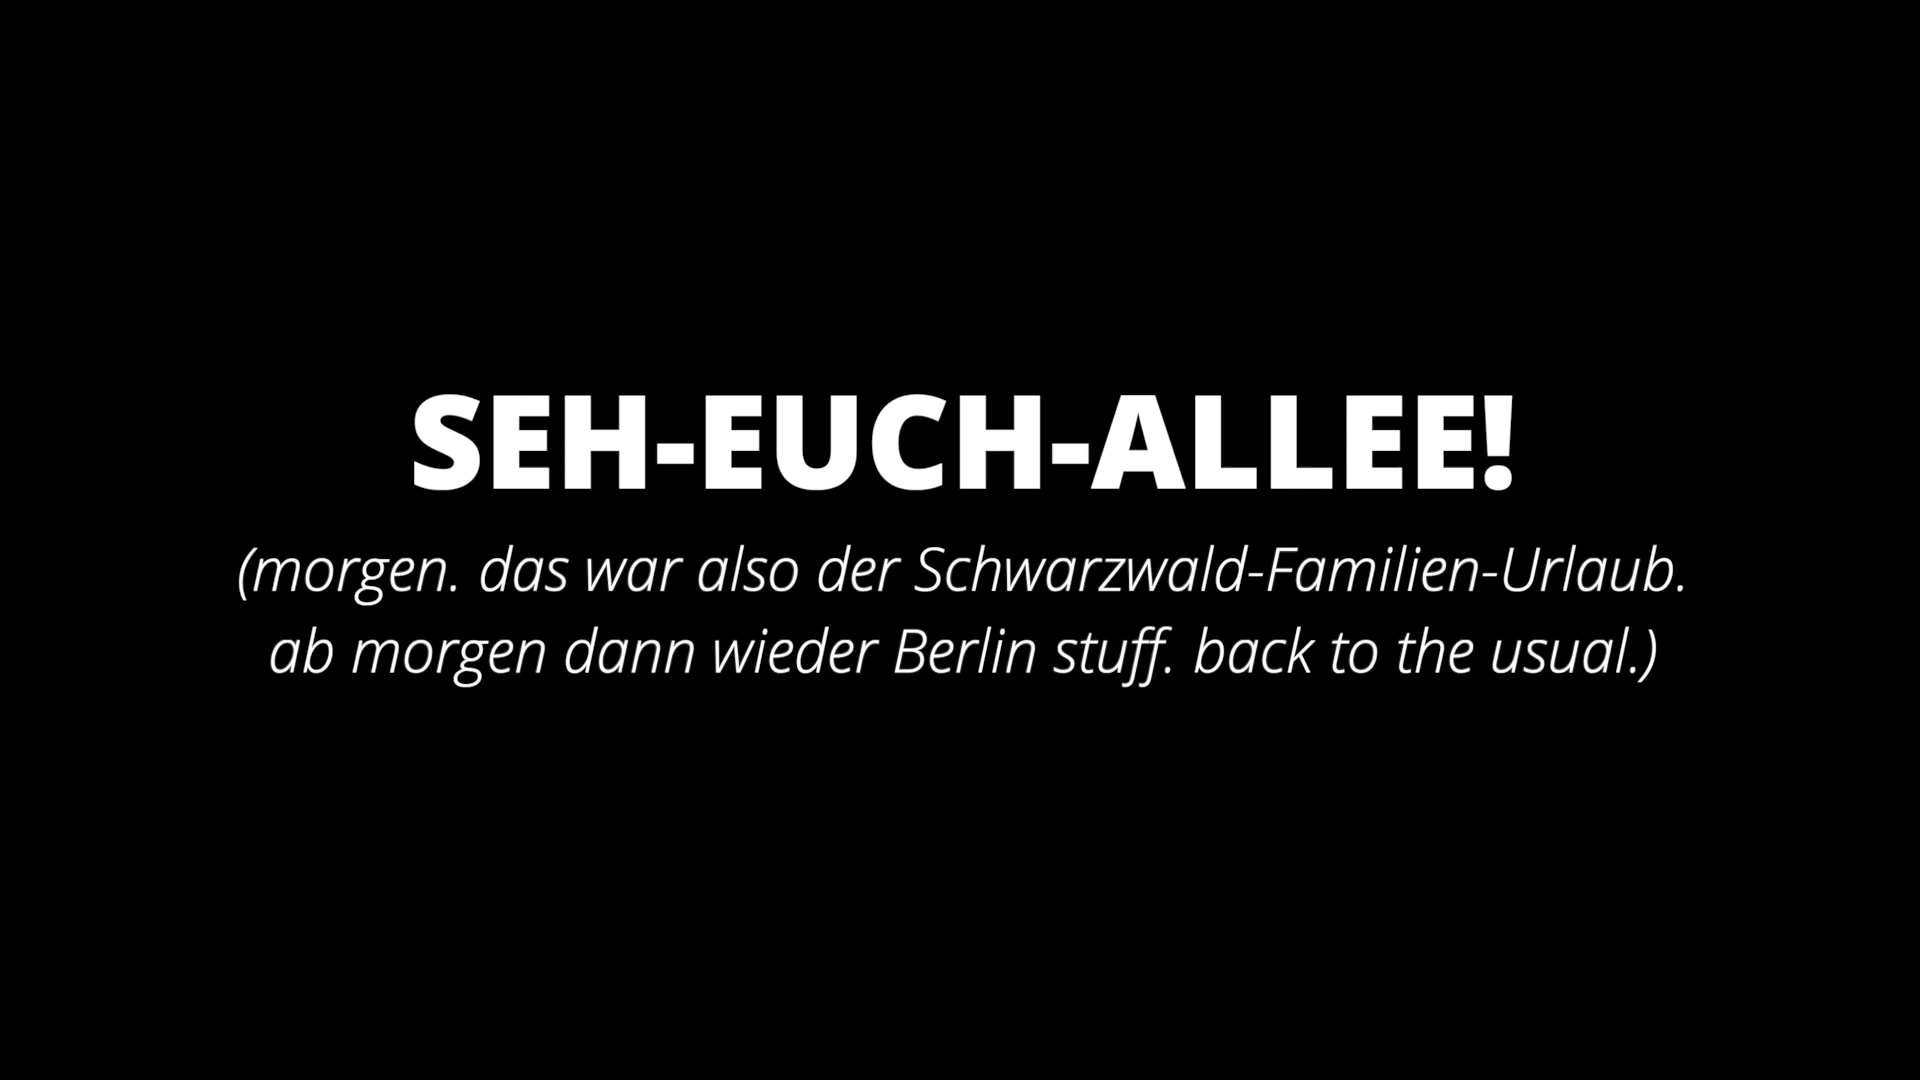 SEH-EUCH-ALLEE!
(morgen. das war also der Schwarzwald-Familien-Urlaub.
ab morgen dann wieder Berlin stuff. back to the usual.)